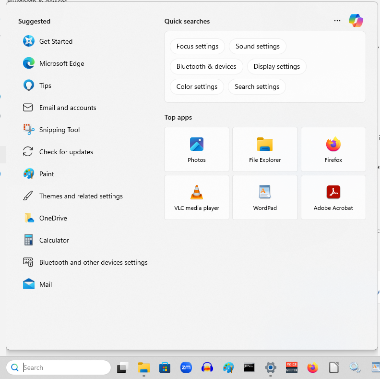 Suggested
Get Started
Microsoft Edge
Tips
Email and accounts
Snipping Tool
Check for updates
Paint
Themes and related settings
OneDrive
Calculator
Bluetooth and other devices settings
Mail
Quick searches
Focus settings
Sound settings
Bluetooth & devices
Display settings
Color settings
Search settings
Top apps
Photos
File Explorer
Firefox
VLC media player
WordPad
Adobe Acrobat
Search
zm